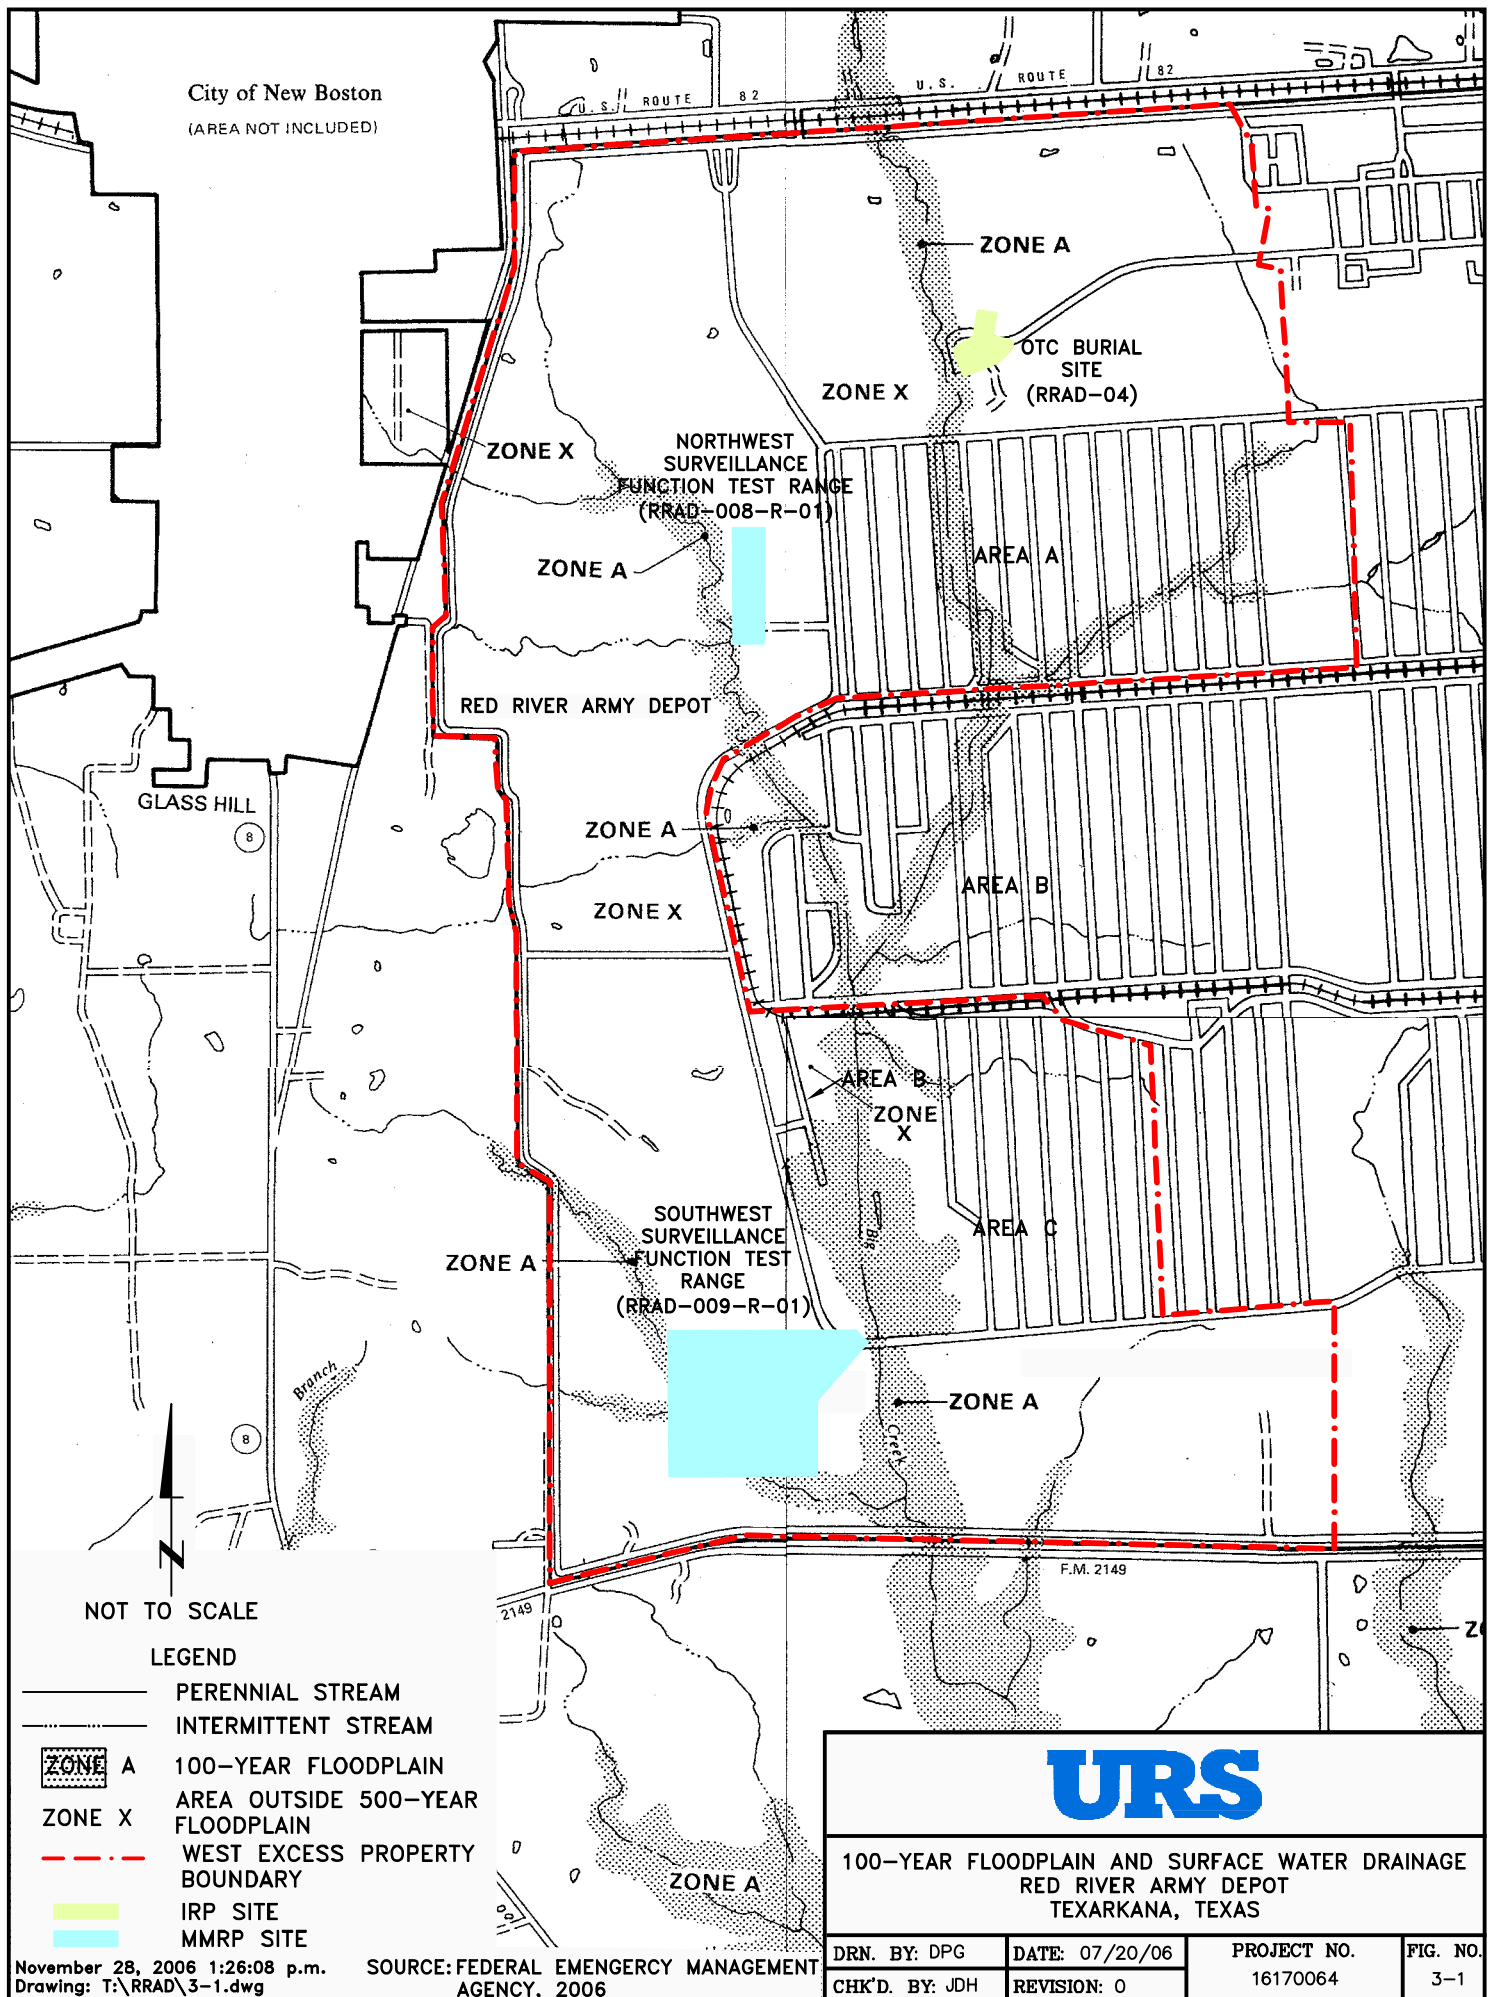 City of New Boston
(AREA NOT INCLUDED)
U.S. ROUTE 82
U.S. ROUTE 82
ZONE A
OTC BURIAL
SITE
(RRAD-04)
ZONE X
ZONE X
NORTHWEST
SURVEILLANCE
FUNCTION TEST RANGE
(RRAD-008-R-01)
ZONE A
AREA A
RED RIVER ARMY DEPOT
GLASS HILL
8
ZONE A
AREA B
ZONE X
AREA B
ZONE
X
SOUTHWEST
SURVEILLANCE
FUNCTION TEST
RANGE
(RRAD-009-R-01)
ZONE A
AREA C
Big
Branch
ZONE A
Creek
8
F.M. 2149
2149
NOT TO SCALE
N
LEGEND
PERENNIAL STREAM
INTERMITTENT STREAM
ZONE A 100-YEAR FLOODPLAIN
ZONE X AREA OUTSIDE 500-YEAR
FLOODPLAIN
WEST EXCESS PROPERTY
BOUNDARY
IRP SITE
MMRP SITE
ZONE A
November 28, 2006 1:26:08 p.m.
Drawing: T:\RRAD\3-1.dwg
SOURCE: FEDERAL EMERGENCY MANAGEMENT
AGENCY, 2006
URS
100-YEAR FLOODPLAIN AND SURFACE WATER DRAINAGE
RED RIVER ARMY DEPOT
TEXARKANA, TEXAS
DRN. BY: DPG
DATE: 07/20/06
PROJECT NO.
16170064
FIG. NO.
3-1
CHK'D. BY: JDH
REVISION: 0